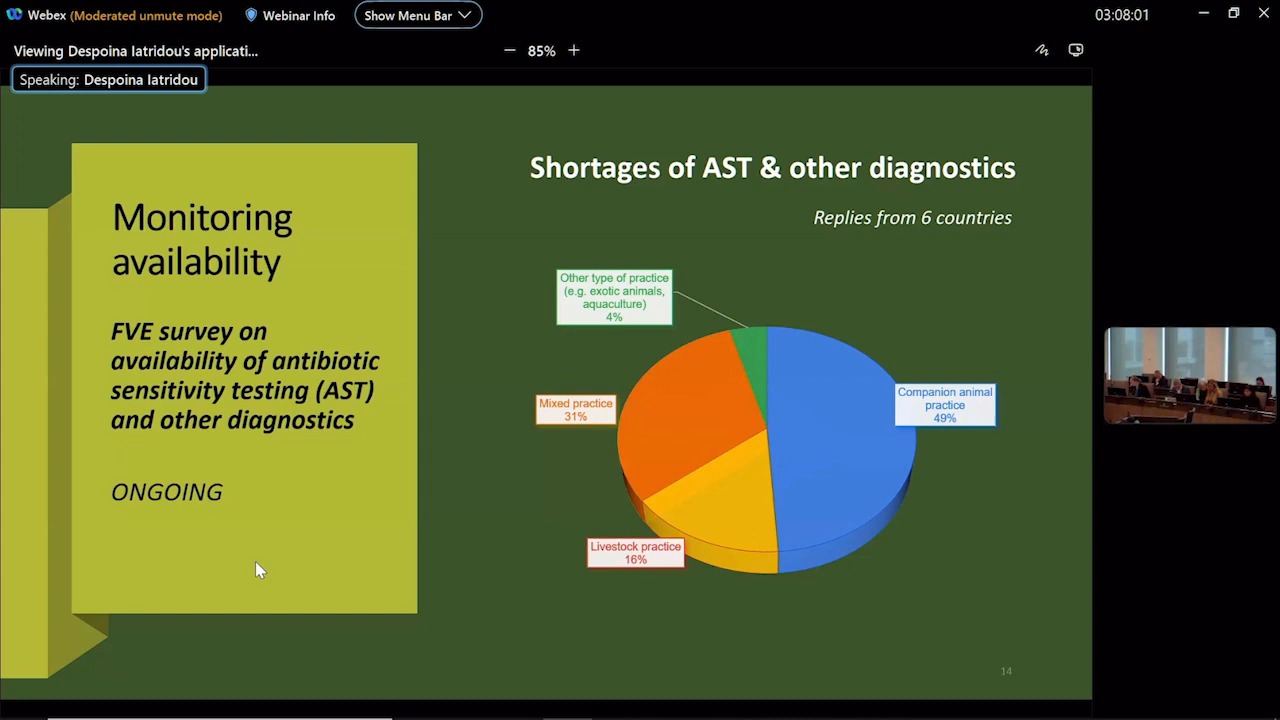 Webex (Moderated unmute mode)
Webinar Info
Show Menu Bar
03:08:01
Viewing Despoina Iatridou's applicati...
85%
Speaking: Despoina Iatridou
Monitoring
availability
FVE survey on
availability of antibiotic
sensitivity testing (AST)
and other diagnostics
ONGOING
Shortages of AST & other diagnostics
Replies from 6 countries
Other type of practice
(e.g. exotic animals,
aquaculture)
4%
Companion animal
practice
49%
Mixed practice
31%
Livestock practice
16%
14